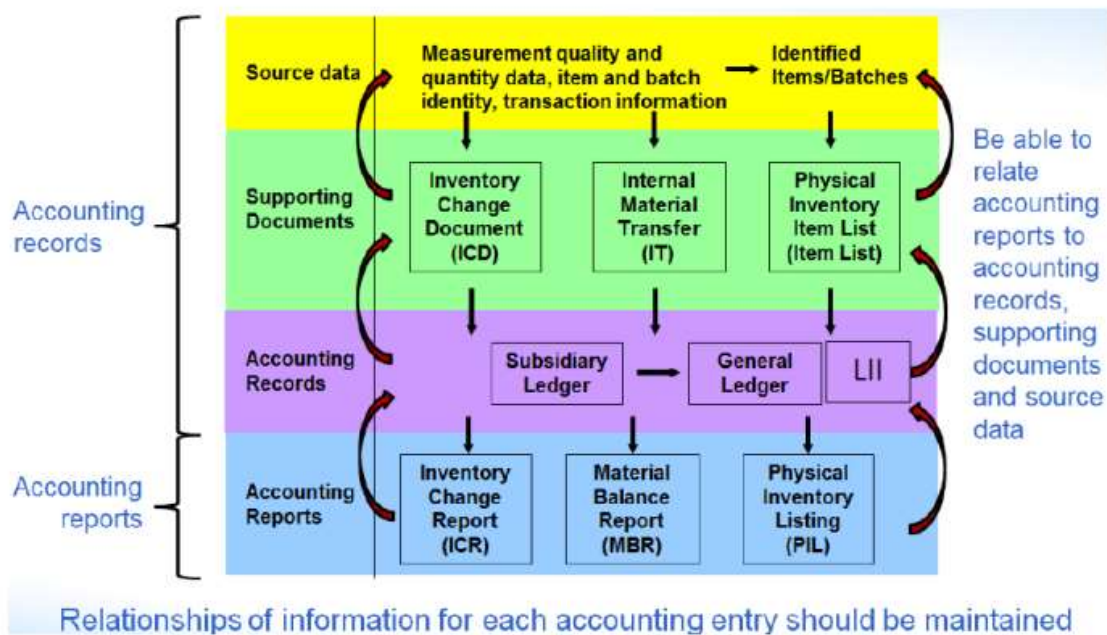 Source data
Measurement quality and
quantity data, item and batch
identity, transaction information
Identified
Items/Batches
Supporting
Documents
Inventory
Change
Document
(ICD)
Internal
Material
Transfer
(IT)
Physical
Inventory
Item List
(Item List)
Accounting
Records
Subsidiary
Ledger
General
Ledger
LII
Accounting
Reports
Inventory
Change
Report
(ICR)
Material
Balance
Report
(MBR)
Physical
Inventory
Listing
(PIL)
Accounting
records
Accounting
reports
Be able to
relate
accounting
reports to
accounting
records,
supporting
documents
and source
data
Relationships of information for each accounting entry should be maintained